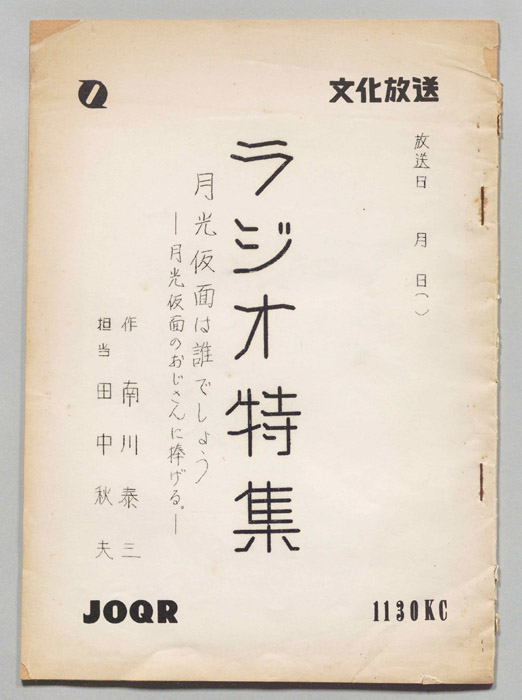 文化放送
放送日　月　日（　）
ラジオ特集
月光仮面は誰でしょう
―月光仮面のおじさんに捧げる。―
作　南川泰三
担当　田中秋夫
JOQR
1130KC